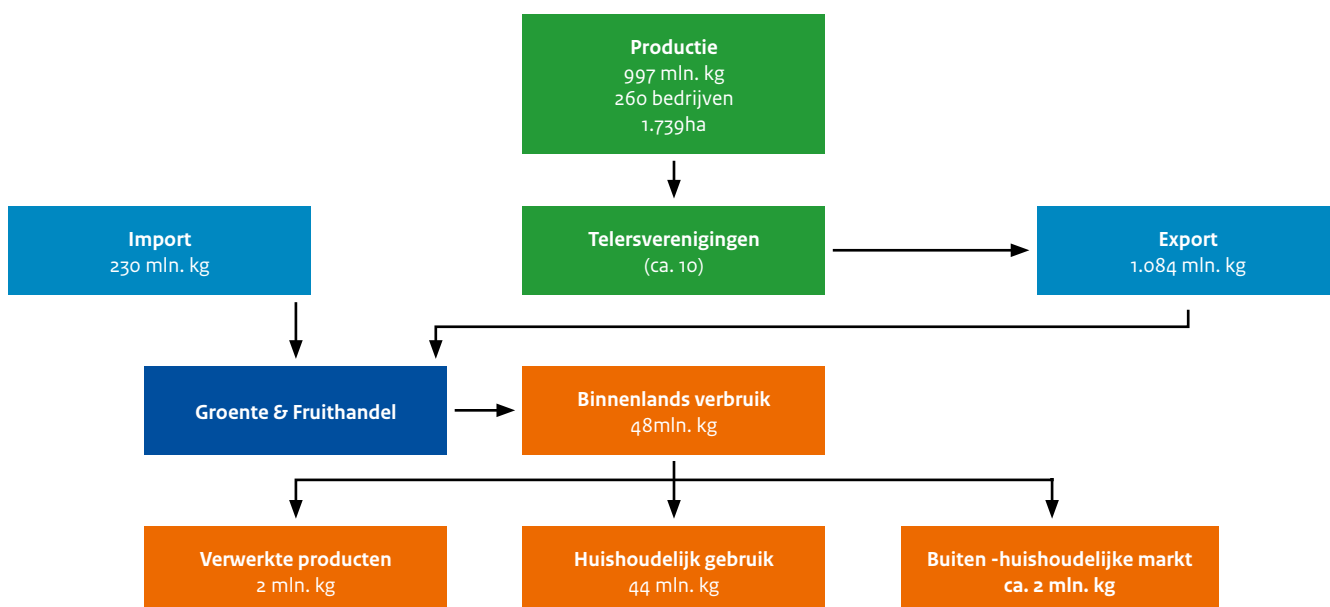 Productie
997 mln. kg
260 bedrijven
1.739ha
Import
230 mln. kg
Telersverenigingen
(ca. 10)
Export
1.084 mln. kg
Groente & Fruithandel
Binnenlands verbruik
48mln. kg
Verwerkte producten
2 mln. kg
Huishoudelijk gebruik
44 mln. kg
Buiten -huishoudelijke markt
ca. 2 mln. kg